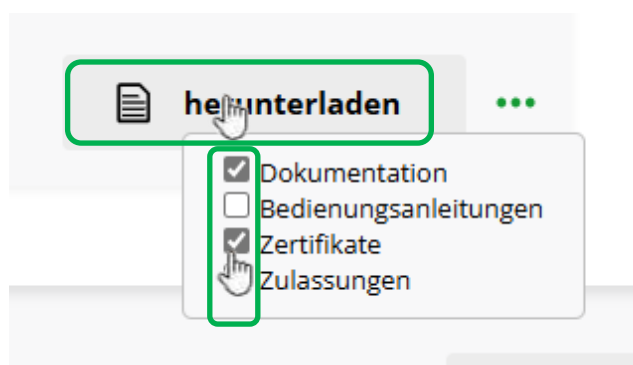 herunterladen
Dokumentation
Bedienungsanleitungen
Zertifikate
Zulassungen